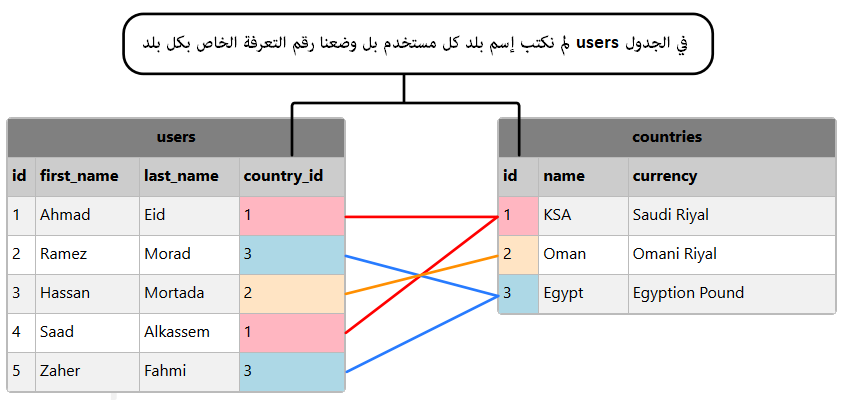 في الجدول users لم نكتب إسم بلد كل مستخدم بل وضعنا رقم التعرفة الخاص بكل بلد
users
id first_name last_name country_id
1 Ahmad Eid 1
2 Ramez Morad 3
3 Hassan Mortada 2
4 Saad Alkassem 1
5 Zaher Fahmi 3
countries
id name currency
1 KSA Saudi Riyal
2 Oman Omani Riyal
3 Egypt Egyption Pound